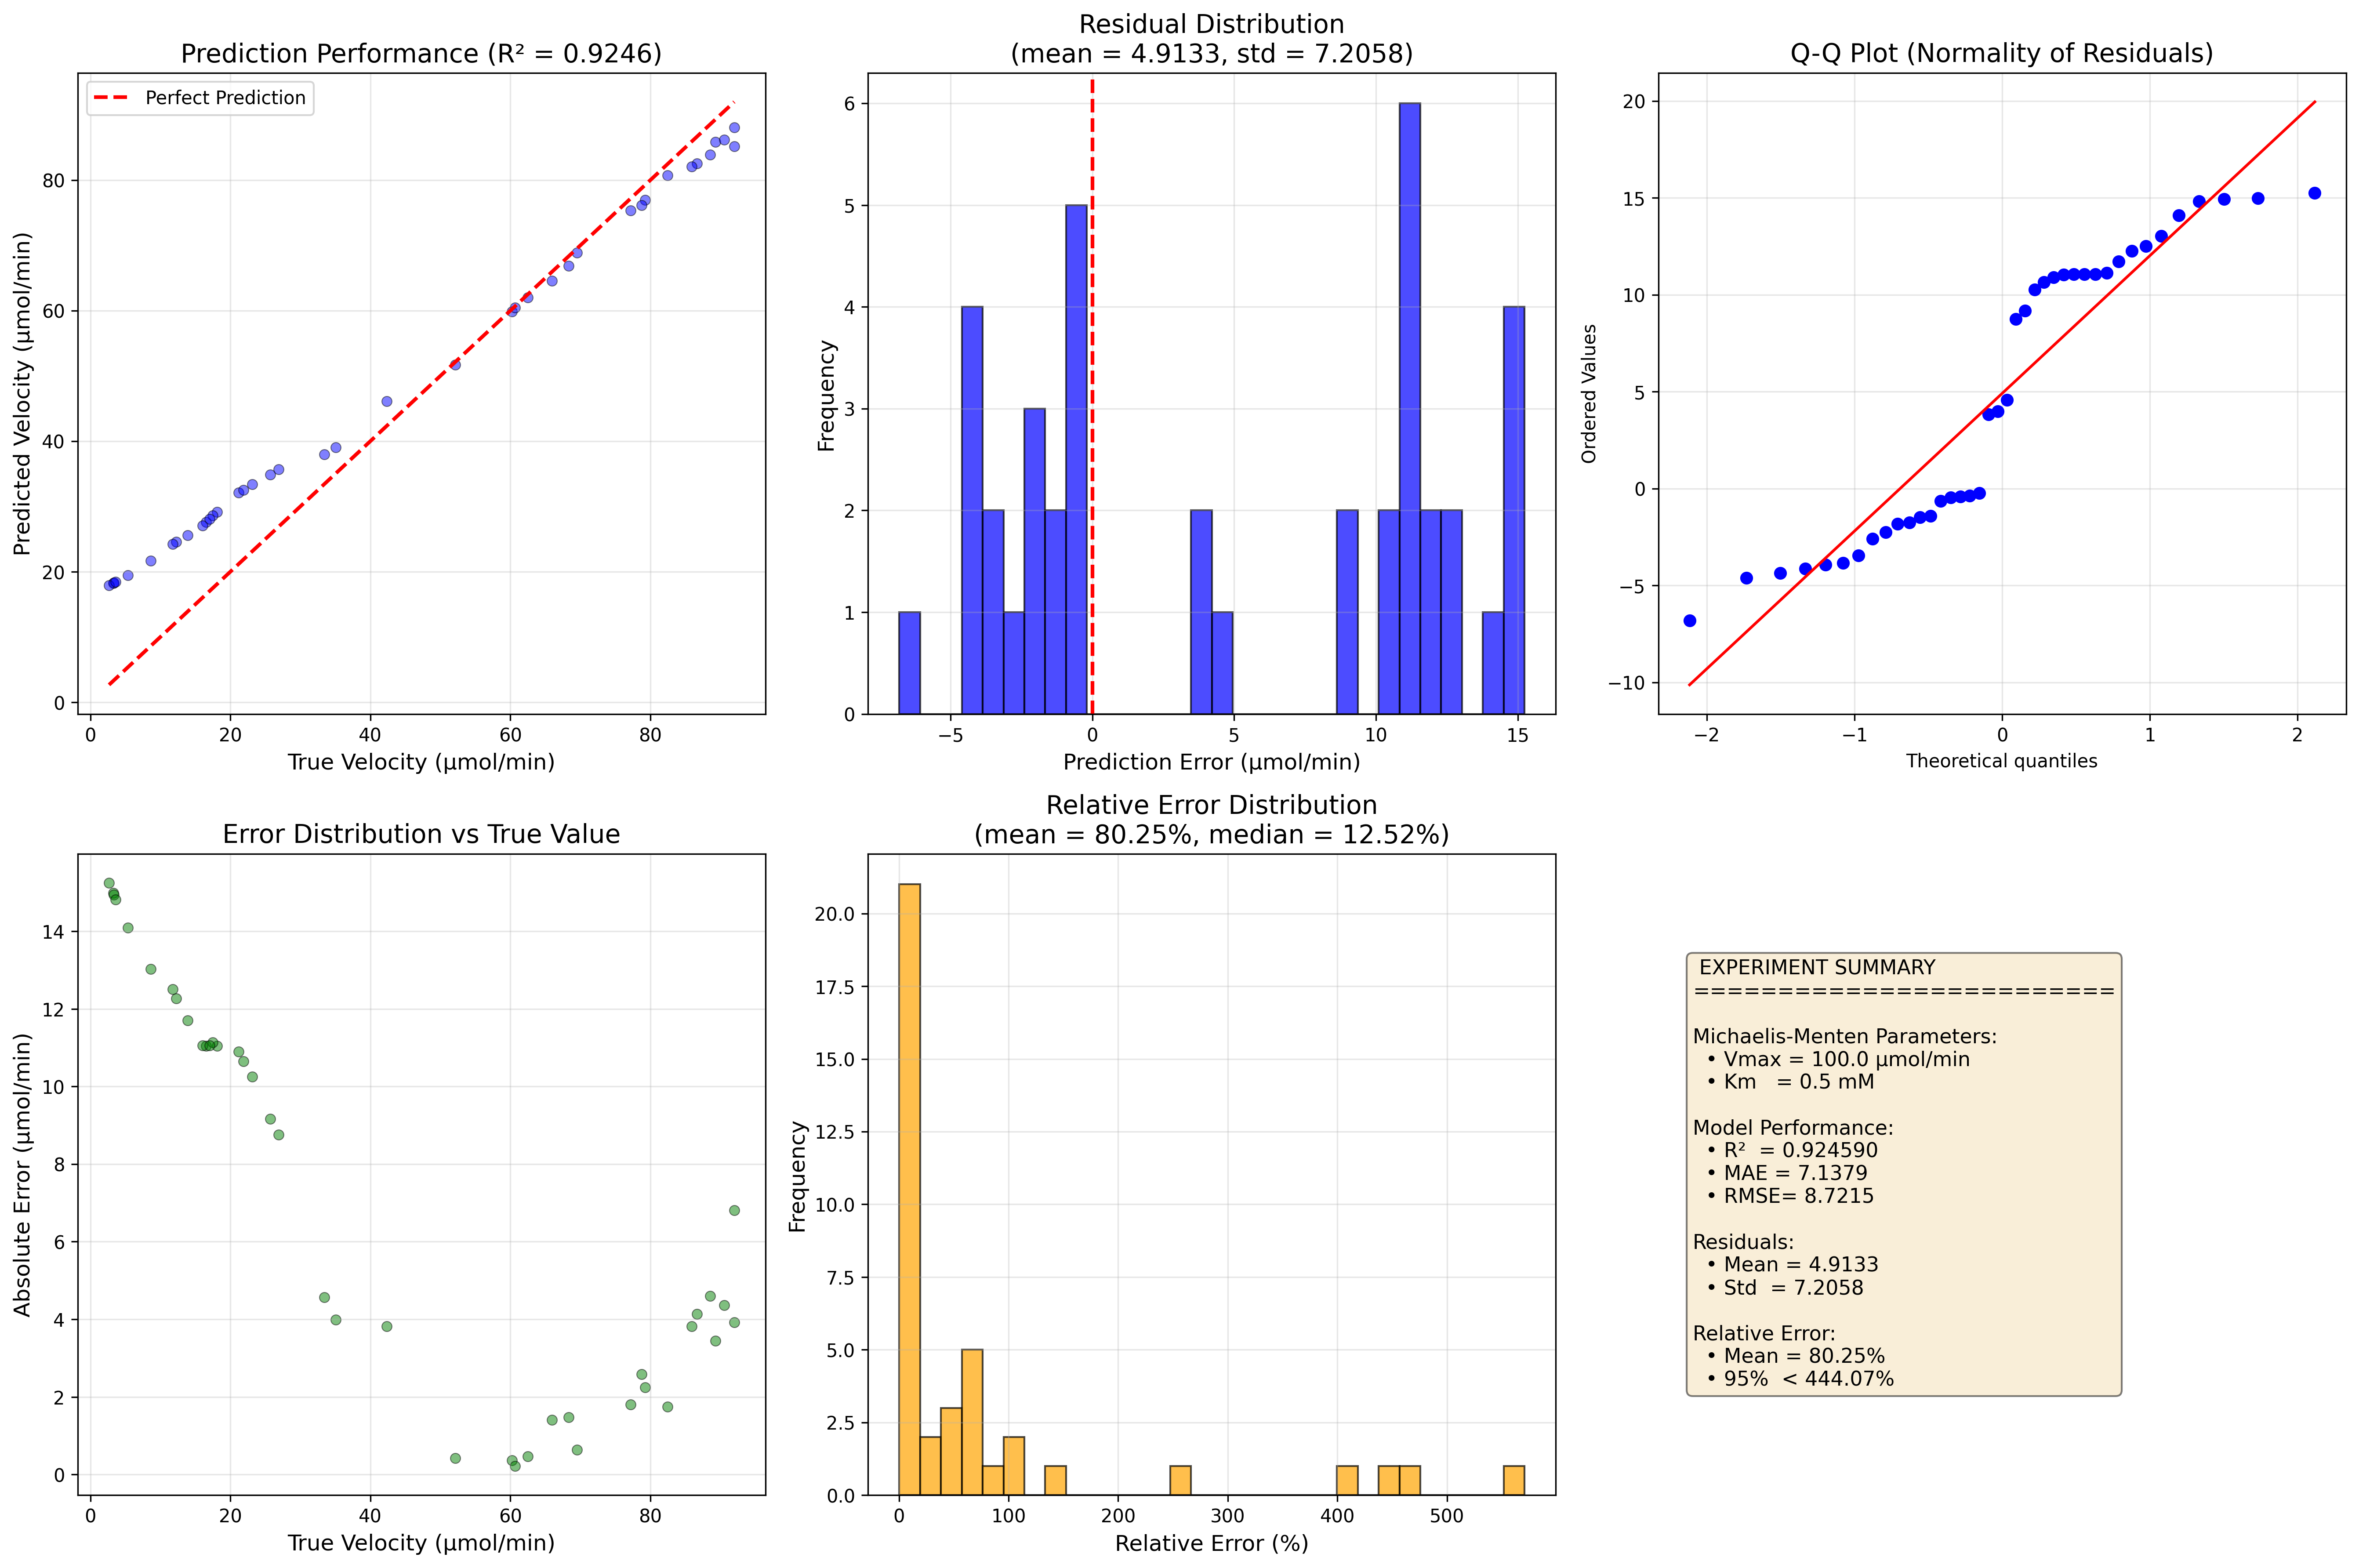 Prediction Performance (R² = 0.9246)
Perfect Prediction
Predicted Velocity (μmol/min)
80
60
40
20
0
0 20 40 60 80
True Velocity (μmol/min)
Residual Distribution
(mean = 4.9133, std = 7.2058)
Frequency
6
5
4
3
2
1
0
−5 0 5 10 15
Prediction Error (μmol/min)
Q-Q Plot (Normality of Residuals)
Ordered Values
20
15
10
5
0
−5
−10
−2 −1 0 1 2
Theoretical quantiles
Error Distribution vs True Value
Absolute Error (μmol/min)
14
12
10
8
6
4
2
0
0 20 40 60 80
True Velocity (μmol/min)
Relative Error Distribution
(mean = 80.25%, median = 12.52%)
Frequency
20.0
17.5
15.0
12.5
10.0
7.5
5.0
2.5
0.0
0 100 200 300 400 500
Relative Error (%)
EXPERIMENT SUMMARY
=========================
Michaelis-Menten Parameters:
• Vmax = 100.0 μmol/min
• Km = 0.5 mM
Model Performance:
• R² = 0.924590
• MAE = 7.1379
• RMSE= 8.7215
Residuals:
• Mean = 4.9133
• Std = 7.2058
Relative Error:
• Mean = 80.25%
• 95% < 444.07%